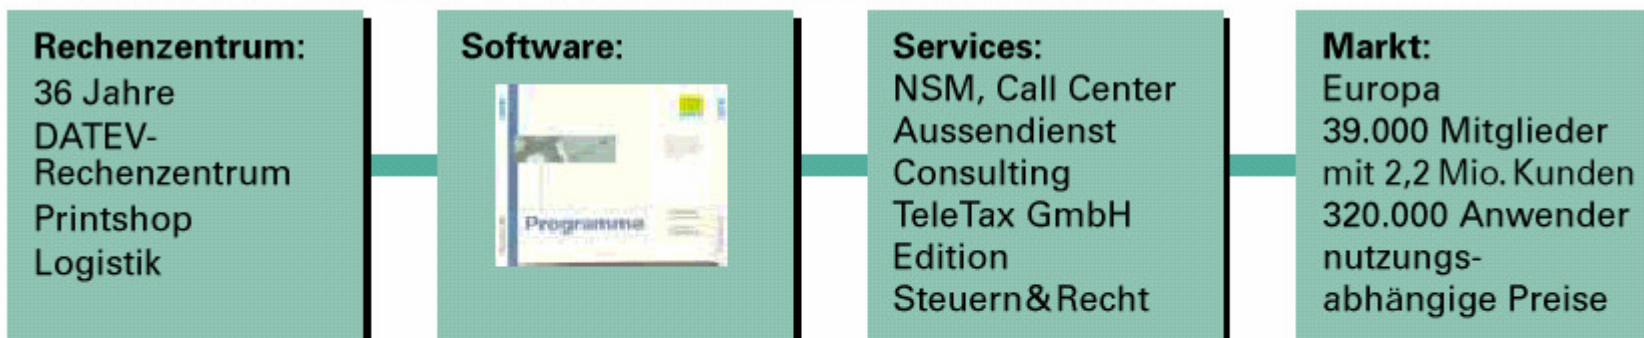 Rechenzentrum:
36 Jahre
DATEV-
Rechenzentrum
Printshop
Logistik
Software:
Programme
Services:
NSM, Call Center
Aussendienst
Consulting
TeleTax GmbH
Edition
Steuern&Recht
Markt:
Europa
39.000 Mitglieder
mit 2,2 Mio. Kunden
320.000 Anwender
nutzungs-
abhängige Preise